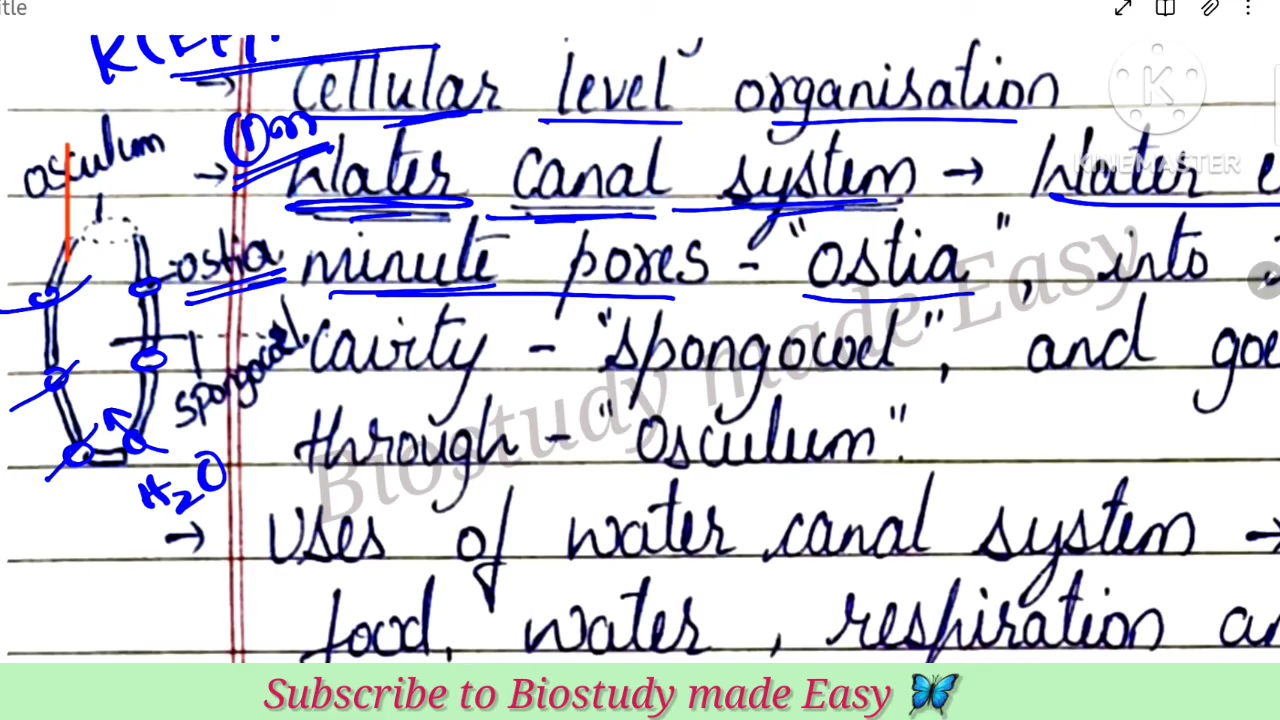 itle
→ Cellular level organisation
→ Water canal system → Water e
minute pores - "Ostia", into i
cavity - "spongocoel", and goe
through - "Osculum".
→ Uses of water canal system →
food, water, respiration an
osculum
ostia
spongocoel.
H2O
K
KINEMASTER
Biostudy made Easy
Subscribe to Biostudy made Easy 🦋